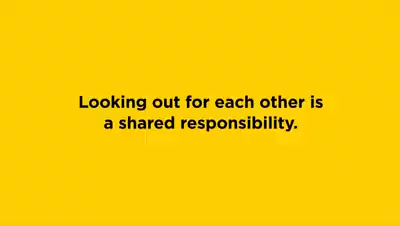 Looking out for each other is
a shared responsibility.